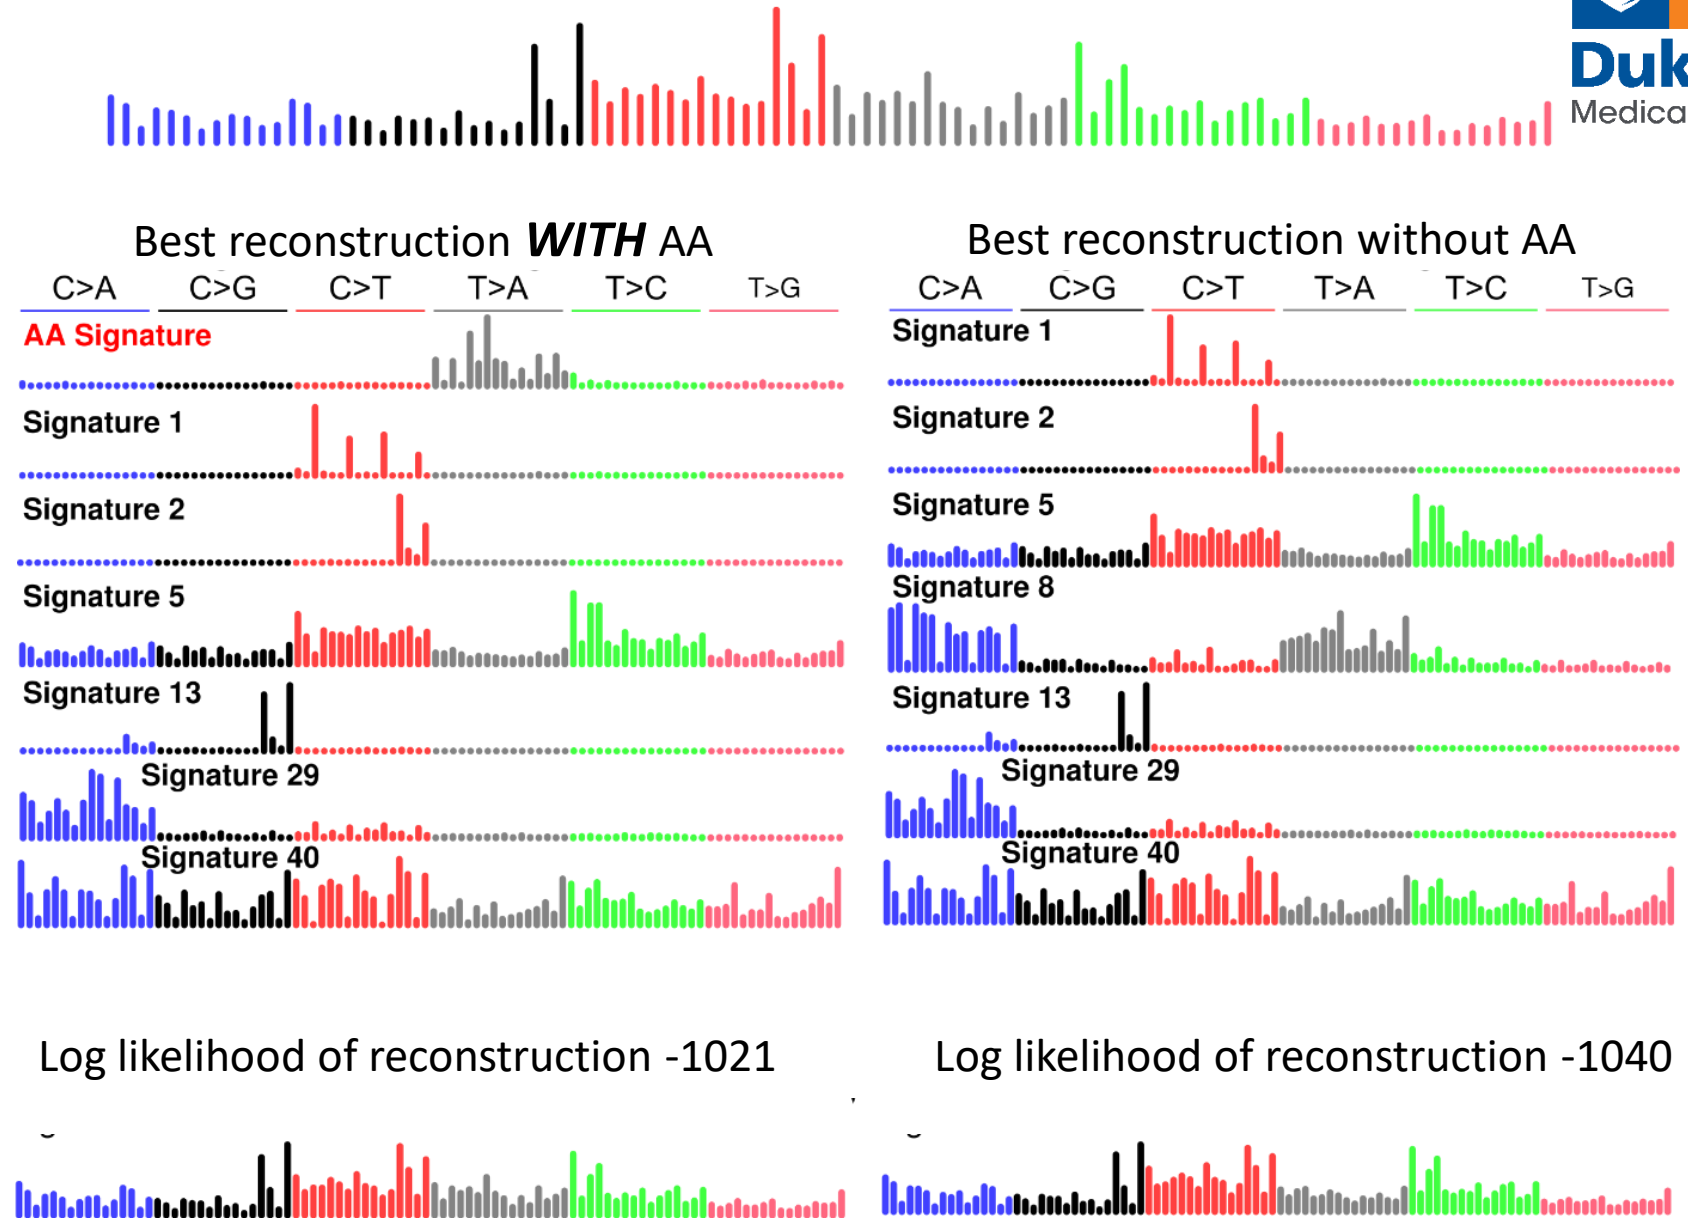 Duk
Medica
Best reconstruction WITH AA
C>A C>G C>T T>A T>C T>G
AA Signature
Signature 1
Signature 2
Signature 5
Signature 13
Signature 29
Signature 40
Log likelihood of reconstruction -1021
Best reconstruction without AA
C>A C>G C>T T>A T>C T>G
Signature 1
Signature 2
Signature 5
Signature 8
Signature 13
Signature 29
Signature 40
Log likelihood of reconstruction -1040